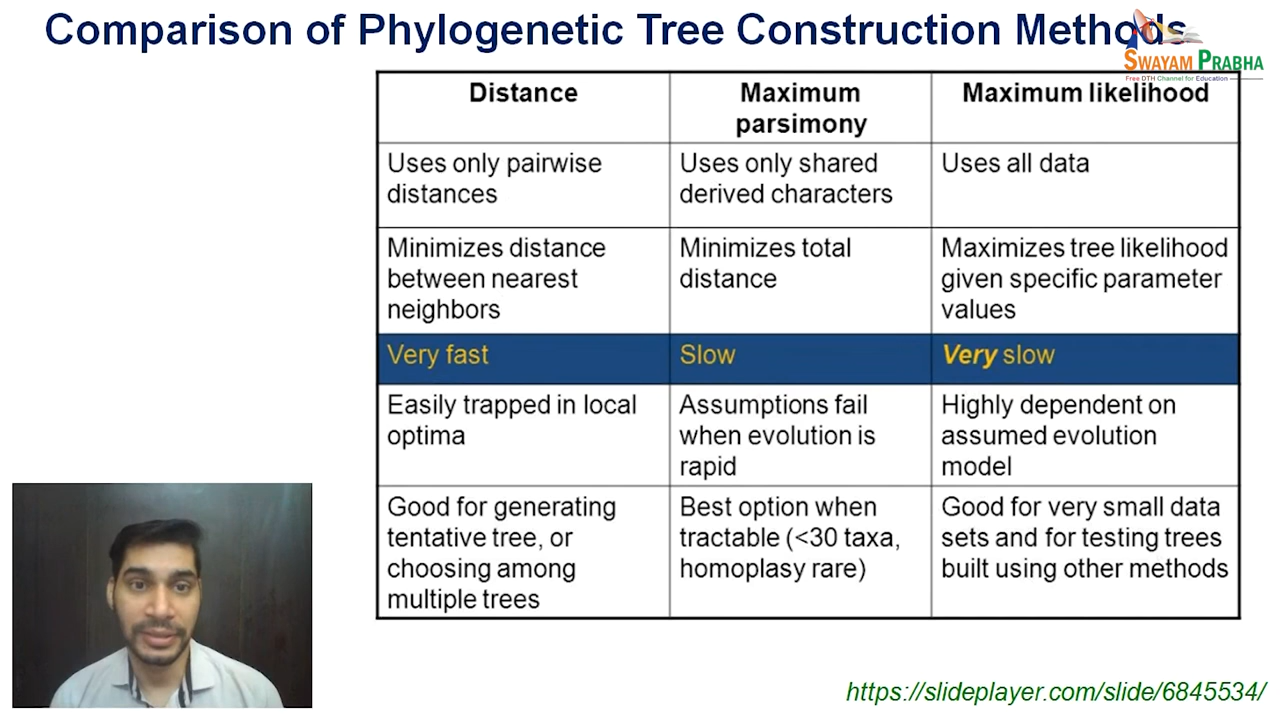 Comparison of Phylogenetic Tree Construction Methods
SWAYAM PRABHA
Free DTH Channel for Education
Distance
Maximum
parsimony
Maximum likelihood
Uses only pairwise
distances
Uses only shared
derived characters
Uses all data
Minimizes distance
between nearest
neighbors
Minimizes total
distance
Maximizes tree likelihood
given specific parameter
values
Very fast
Slow
Very slow
Easily trapped in local
optima
Assumptions fail
when evolution is
rapid
Highly dependent on
assumed evolution
model
Good for generating
tentative tree, or
choosing among
multiple trees
Best option when
tractable (<30 taxa,
homoplasy rare)
Good for very small data
sets and for testing trees
built using other methods
https://slideplayer.com/slide/6845534/